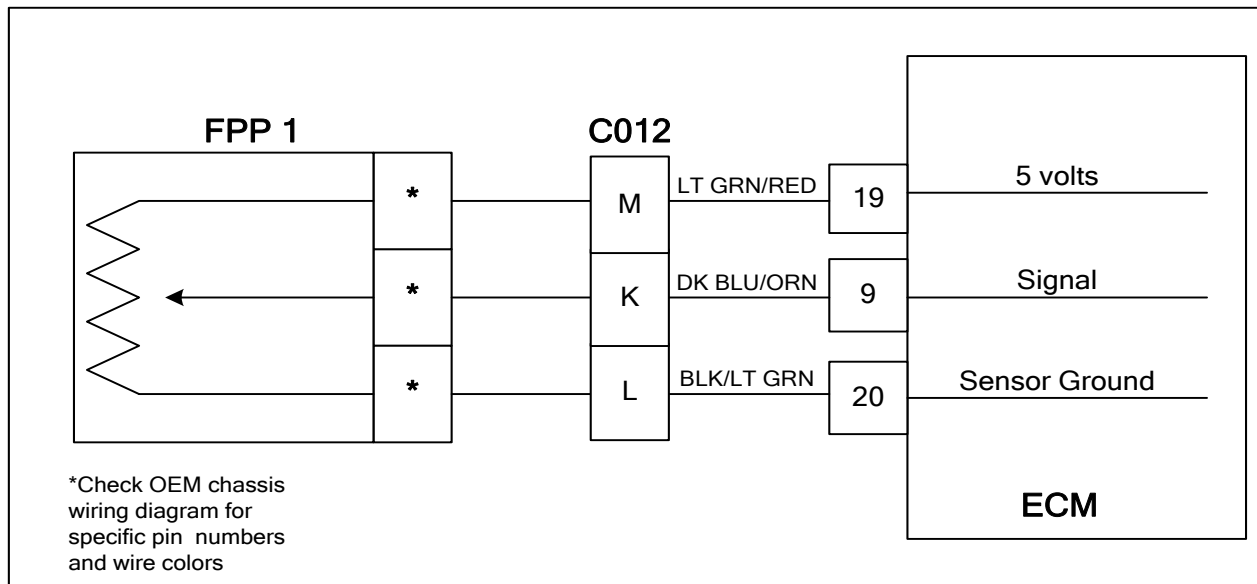 FPP 1
C012
*
M
LT GRN/RED
19
5 volts
*
K
DK BLU/ORN
9
Signal
*
L
BLK/LT GRN
20
Sensor Ground
ECM
*Check OEM chassis
wiring diagram for
specific pin numbers
and wire colors